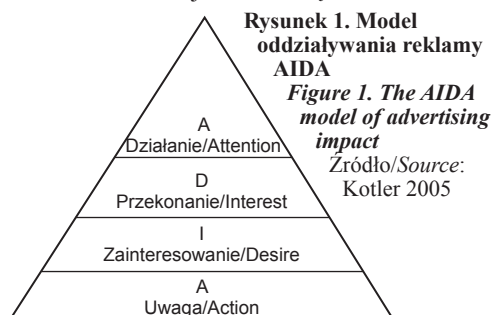 Rysunek 1. Model
oddziaływania reklamy
AIDA
Figure 1. The AIDA
model of advertising
impact
Źródło/Source:
Kotler 2005
A
Działanie/Attention
D
Przekonanie/Interest
I
Zainteresowanie/Desire
A
Uwaga/Action